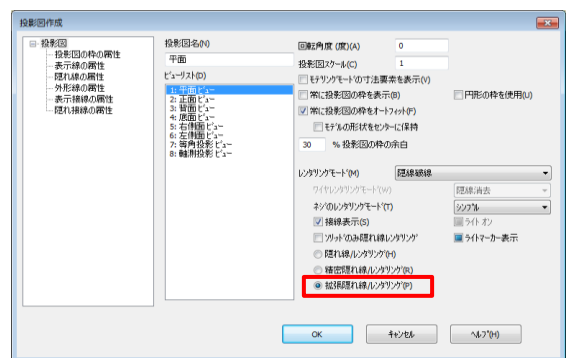 投影図作成
投影図
投影図の枠の属性
表示線の属性
隠れ線の属性
外形線の属性
表示接線の属性
隠れ接線の属性
投影図名(N)
平面
ビューリスト(D)
1: 平面ビュー
2: 正面ビュー
3: 背面ビュー
4: 底面ビュー
5: 右側面ビュー
6: 左側面ビュー
7: 等角投影ビュー
8: 軸測投影ビュー
回転角度 (度)(A)
0
投影図スケール(C)
1
モデリングモードの寸法要素を表示(V)
常に投影図の枠を表示(B)
円形の枠を使用(U)
常に投影図の枠をオートフィット(F)
モデルの形状をセンターに保持
30
% 投影図の枠の余白
レンダリングモード(M)
隠線破線
ワイヤレンダリングモード(W)
隠線消去
ネジのレンダリングモード(T)
シンプル
接線表示(S)
ライト オン
ソリッドのみ隠れ線レンダリング
ライトマーカー表示
隠れ線/レンダリング(H)
精密隠れ線/レンダリング(R)
拡張隠れ線/レンダリング(P)
OK
キャンセル
ヘルプ(H)